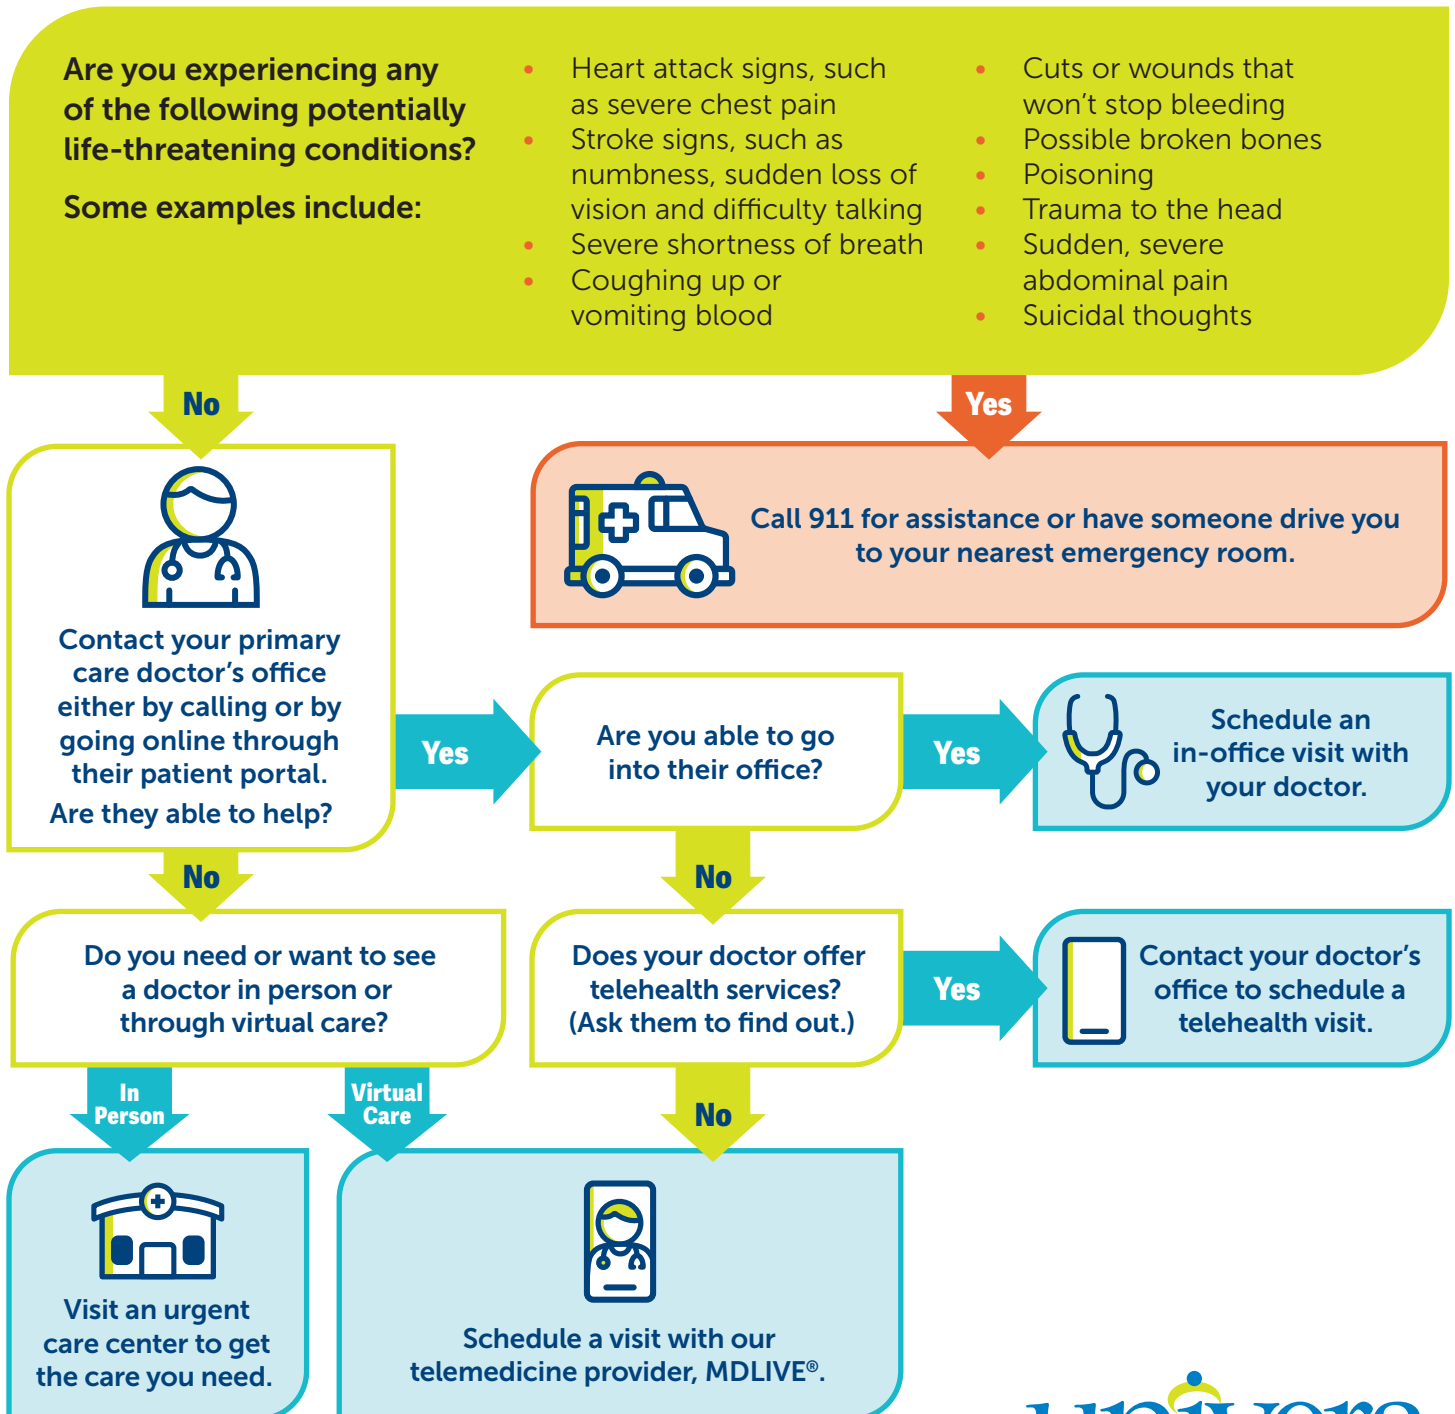 Are you experiencing any
of the following potentially
life-threatening conditions?
Some examples include:
• Heart attack signs, such
as severe chest pain
• Stroke signs, such as
numbness, sudden loss of
vision and difficulty talking
• Severe shortness of breath
• Coughing up or
vomiting blood
• Cuts or wounds that
won't stop bleeding
• Possible broken bones
• Poisoning
• Trauma to the head
• Sudden, severe
abdominal pain
• Suicidal thoughts
No
Yes
Call 911 for assistance or have someone drive you
to your nearest emergency room.
Contact your primary
care doctor's office
either by calling or by
going online through
their patient portal.
Are they able to help?
Yes
Are you able to go
into their office?
Yes
Schedule an
in-office visit with
your doctor.
No
No
Do you need or want to see
a doctor in person or
through virtual care?
Does your doctor offer
telehealth services?
(Ask them to find out.)
Yes
Contact your doctor's
office to schedule a
telehealth visit.
In
Person
Virtual
Care
No
Visit an urgent
care center to get
the care you need.
Schedule a visit with our
telemedicine provider, MDLIVE®.
univera